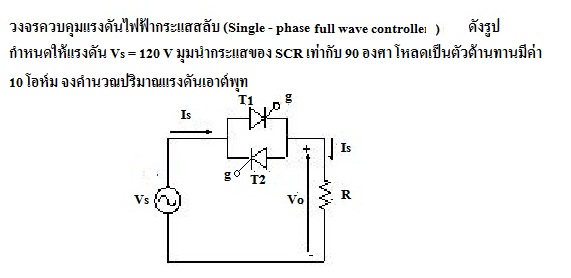 วงจรควบคุมแรงดันไฟฟ้ากระแสสลับ (Single - phase full wave controller ) ดังรูป
กำหนดให้แรงดัน Vs = 120 V มุมนำกระแสของ SCR เท่ากับ 90 องศา โหลดเป็นตัวต้านทานมีค่า
10 โอห์ม จงคำนวณปริมาณแรงดันเอาต์พุท
T1 g
Is
+ Is
g T2
Vs Vo R
-